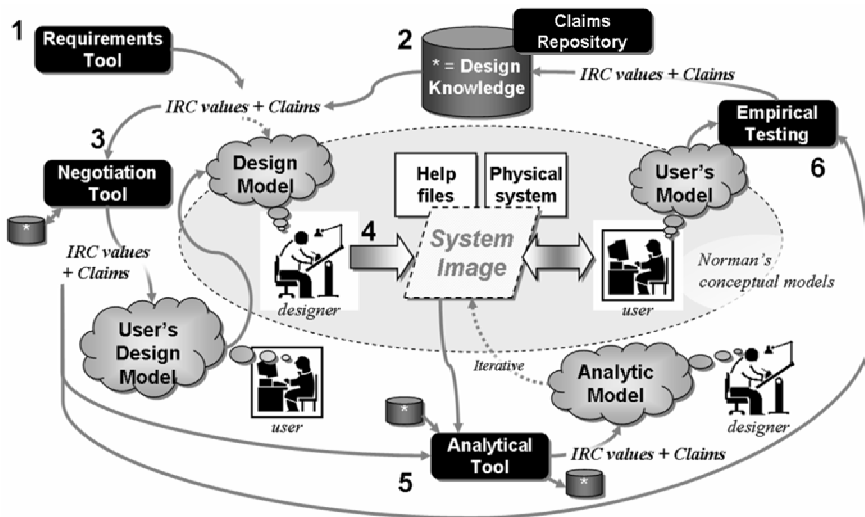 1
Requirements
Tool
2
Claims
Repository
* = Design
Knowledge
IRC values + Claims
IRC values + Claims
Empirical
Testing
6
3
Negotiation
Tool
*
Design
Model
Help
files
Physical
system
User's
Model
4
System
Image
Norman's
conceptual models
IRC values
+ Claims
designer
user
User's
Design
Model
user
Iterative
Analytic
Model
designer
*
Analytical
Tool
5
IRC values + Claims
*